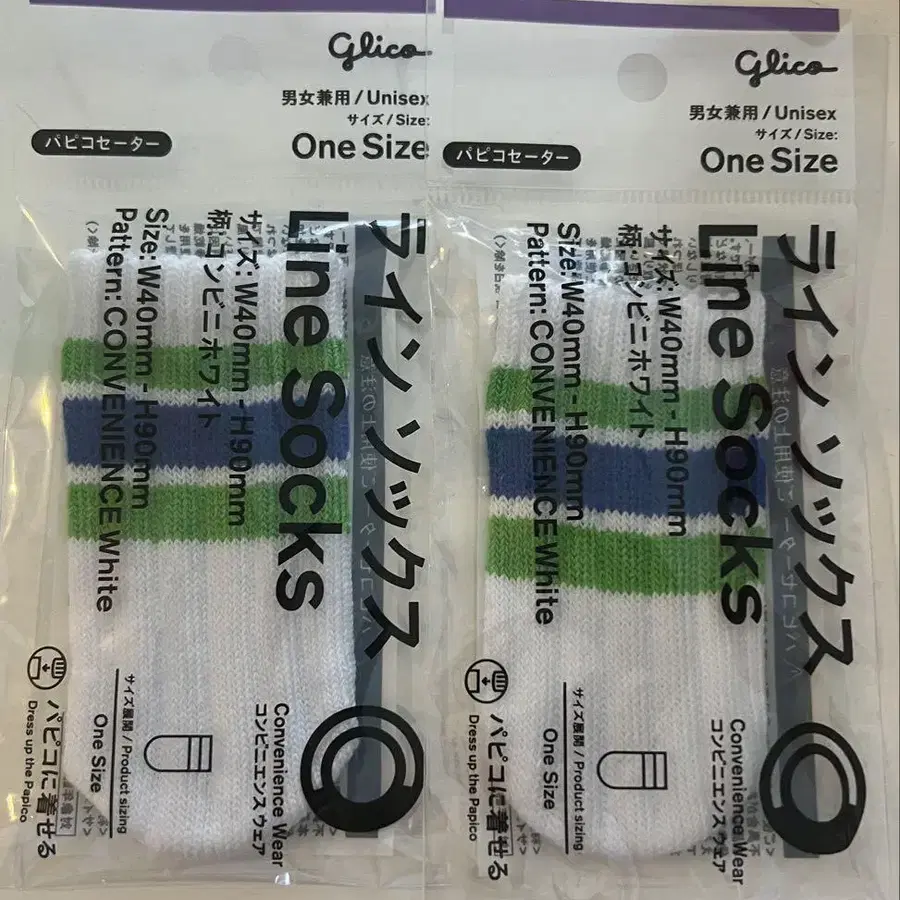 Glico
男女兼用 / Unisex
サイズ / Size:
One Size
パピコセーター
ライン ソックス
Line Socks
サイズ: W40mm - H90mm
柄: コンビニホワイト
Size: W40mm - H90mm
Pattern: CONVENIENCE White
Convenience Wear
コンビニエンス ウェア
サイズ展開 / Product sizing
One Size
パピコに着せる
Dress up the Papico
Glico
男女兼用 / Unisex
サイズ / Size:
One Size
パピコセーター
ライン ソックス
Line Socks
サイズ: W40mm - H90mm
柄: コンビニホワイト
Size: W40mm - H90mm
Pattern: CONVENIENCE White
Convenience Wear
コンビニエンス ウェア
サイズ展開 / Product sizing
One Size
パピコに着せる
Dress up the Papico